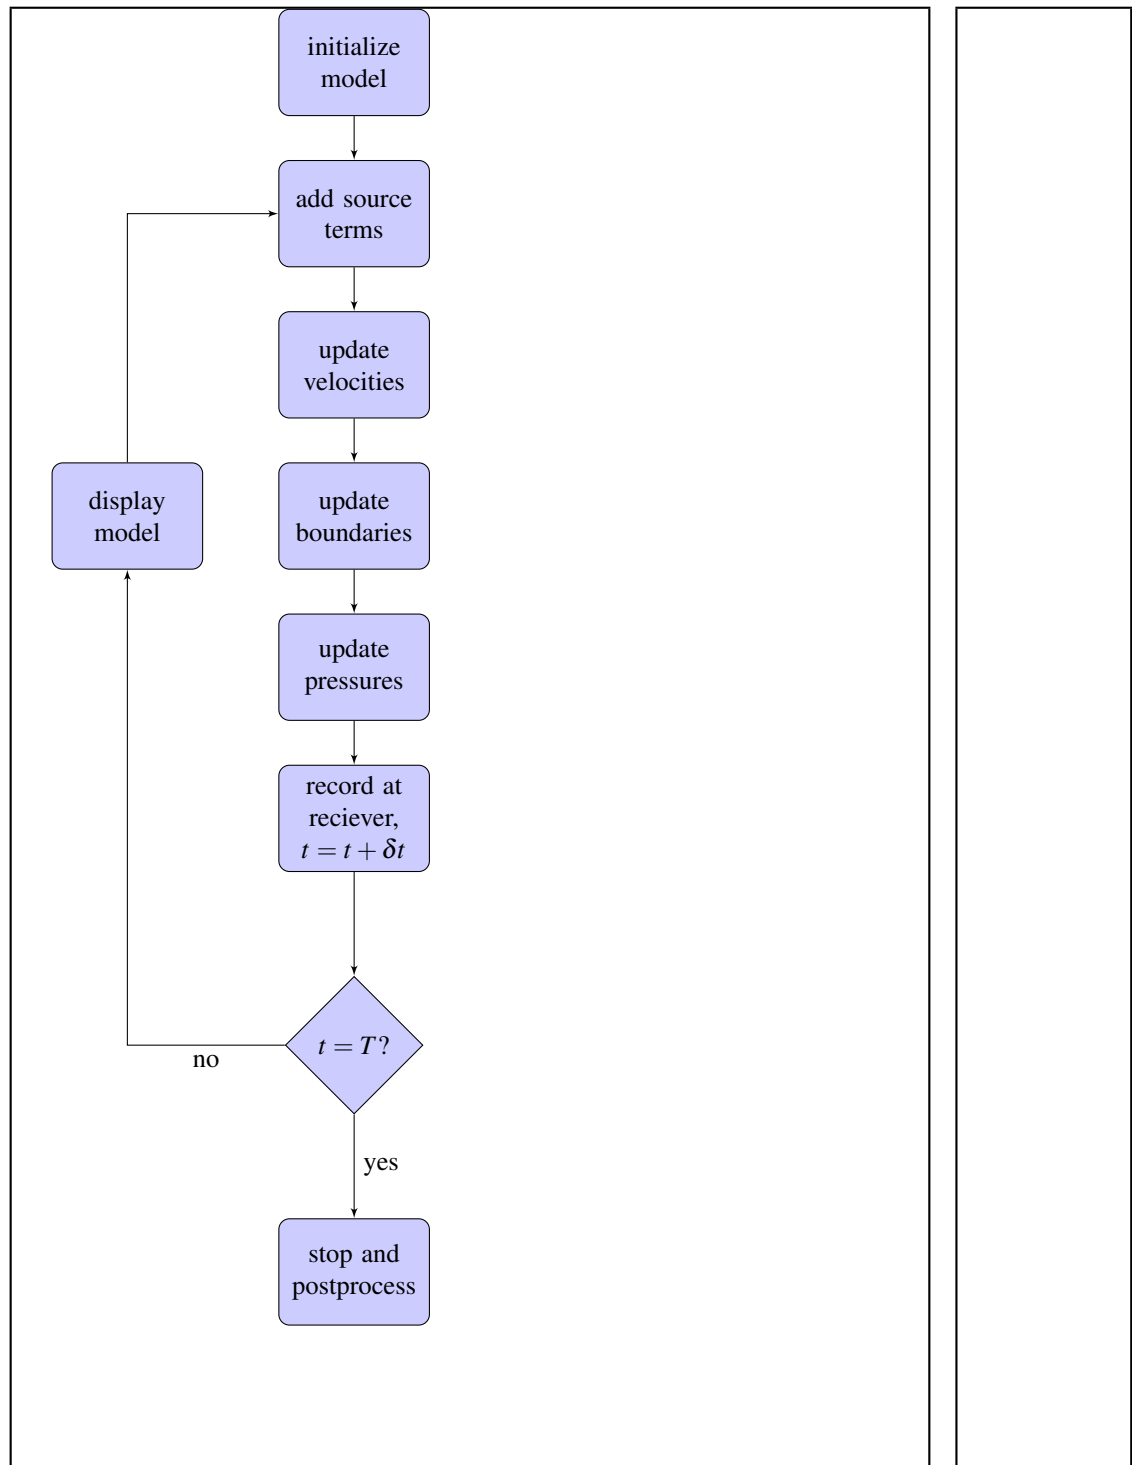 initialize
model
add source
terms
update
velocities
display
model
update
boundaries
update
pressures
record at
reciever,
t = t + δt
t = T?
no
yes
stop and
postprocess